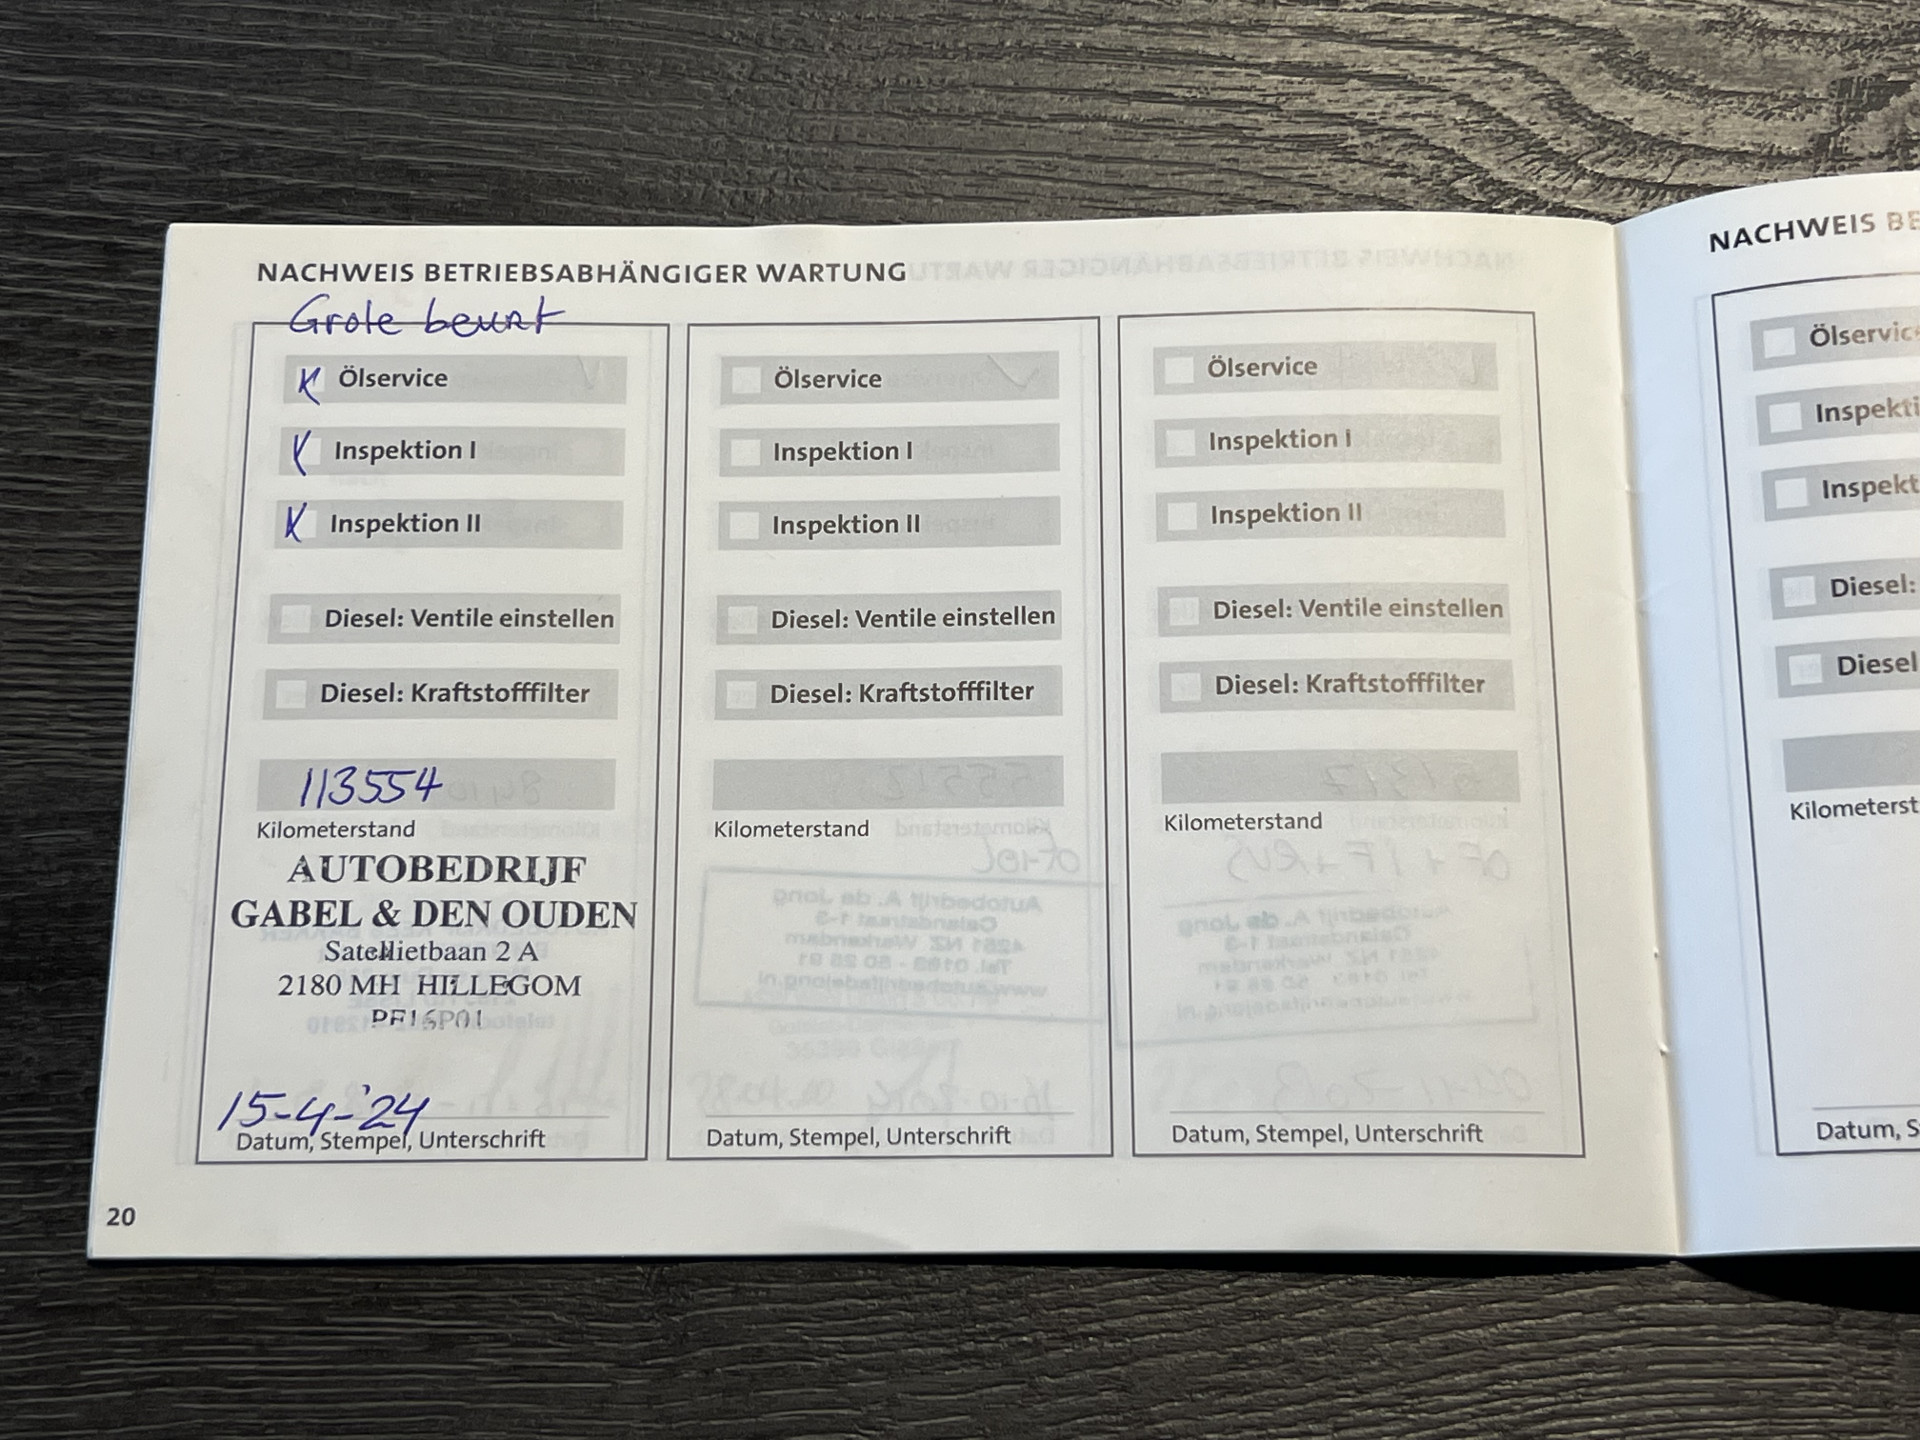 NACHWEIS BETRIEBSABHÄNGIGER WARTUNG
Grote beurt
Ölservice
Inspektion I
Inspektion II
Diesel: Ventile einstellen
Diesel: Kraftstofffilter
113554
Kilometerstand
AUTOBEDRIJF
GABEL & DEN OUDEN
Satellietbaan 2 A
2180 MH HILLEGOM
15-4-'24
Datum, Stempel, Unterschrift
Ölservice
Inspektion I
Inspektion II
Diesel: Ventile einstellen
Diesel: Kraftstofffilter
Kilometerstand
Datum, Stempel, Unterschrift
Ölservice
Inspektion I
Inspektion II
Diesel: Ventile einstellen
Diesel: Kraftstofffilter
Kilometerstand
Datum, Stempel, Unterschrift
20
NACHWEIS BE
Ölservic
Inspekti
Inspekt
Diesel:
Diesel
Kilometerst
Datum, S